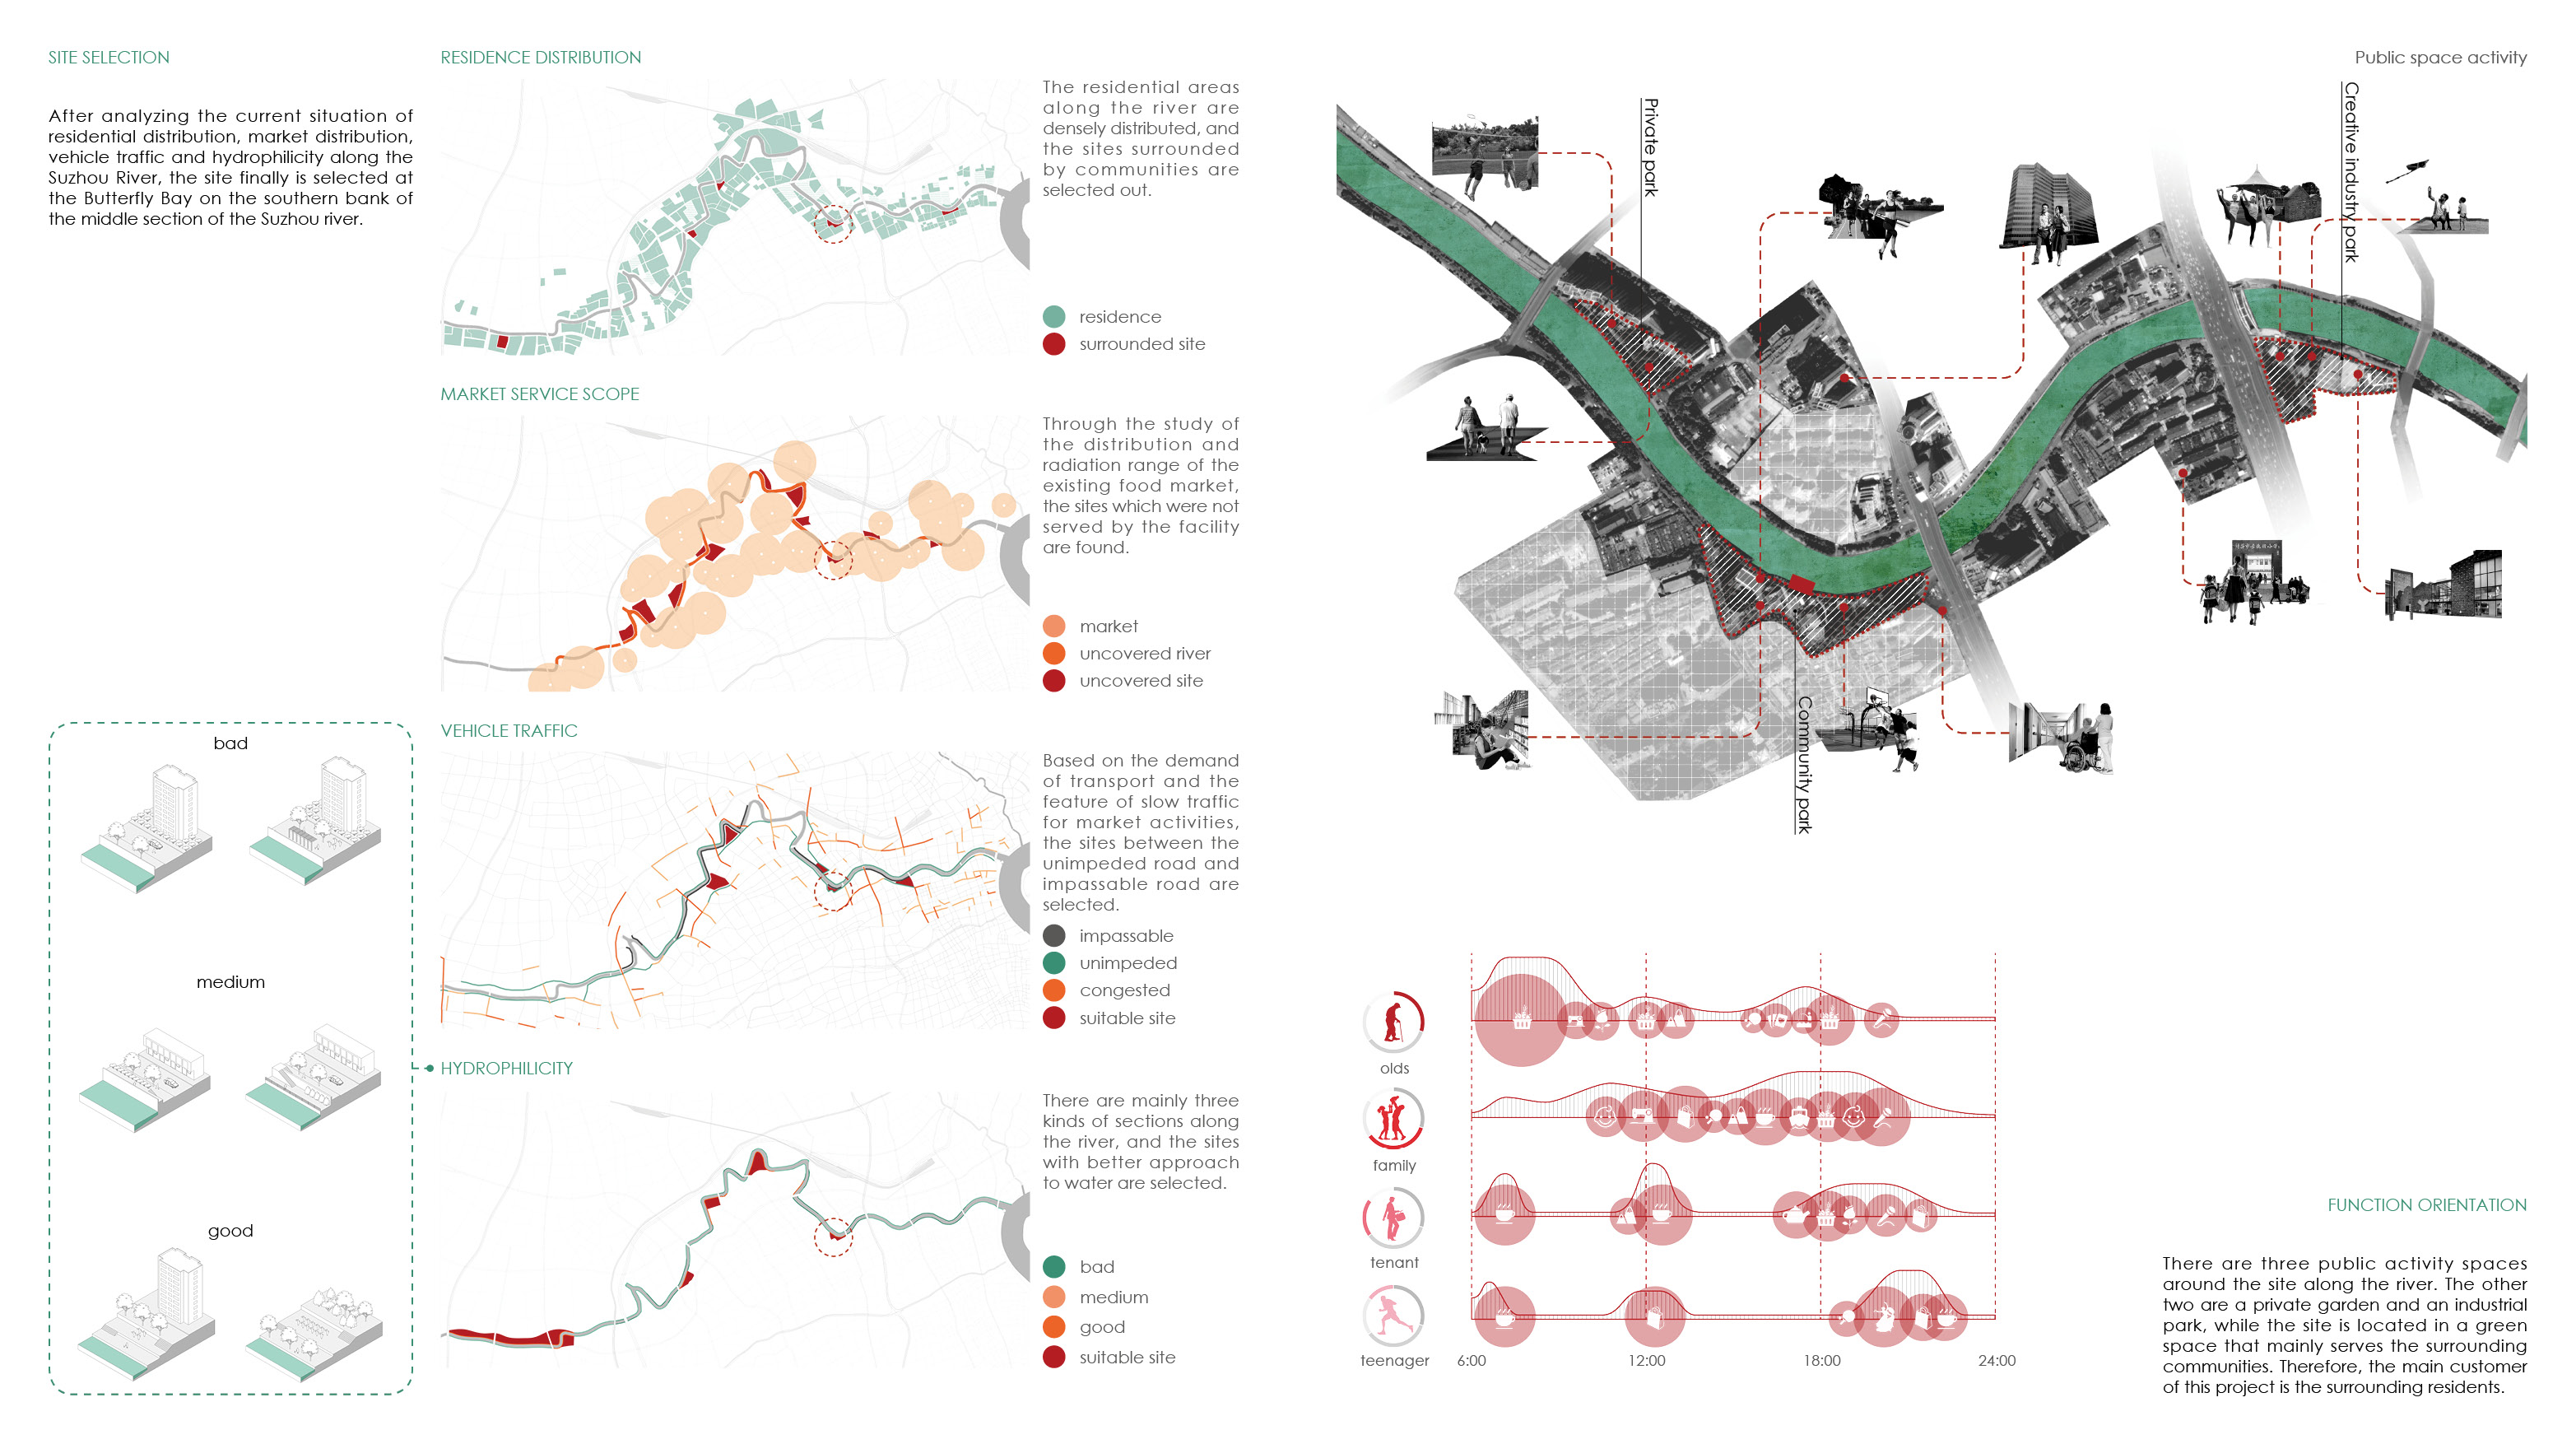 SITE SELECTION
After analyzing the current situation of
residential distribution, market distribution,
vehicle traffic and hydrophilicity along the
Suzhou River, the site finally is selected at
the Butterfly Bay on the southern bank of
the middle section of the Suzhou river.
bad
medium
good
RESIDENCE DISTRIBUTION
The residential areas
along the river are
densely distributed, and
the sites surrounded
by communities are
selected out.
residence
surrounded site
MARKET SERVICE SCOPE
Through the study of
the distribution and
radiation range of the
existing food market,
the sites which were not
served by the facility
are found.
market
uncovered river
uncovered site
VEHICLE TRAFFIC
Based on the demand
of transport and the
feature of slow traffic
for market activities,
the sites between the
unimpeded road and
impassable road are
selected.
impassable
unimpeded
congested
suitable site
HYDROPHILICITY
There are mainly three
kinds of sections along
the river, and the sites
with better approach
to water are selected.
bad
medium
good
suitable site
Public space activity
Private park
Creative industry park
Community park
olds
family
tenant
teenager
6:00
12:00
18:00
24:00
FUNCTION ORIENTATION
There are three public activity spaces
around the site along the river. The other
two are a private garden and an industrial
park, while the site is located in a green
space that mainly serves the surrounding
communities. Therefore, the main customer
of this project is the surrounding residents.